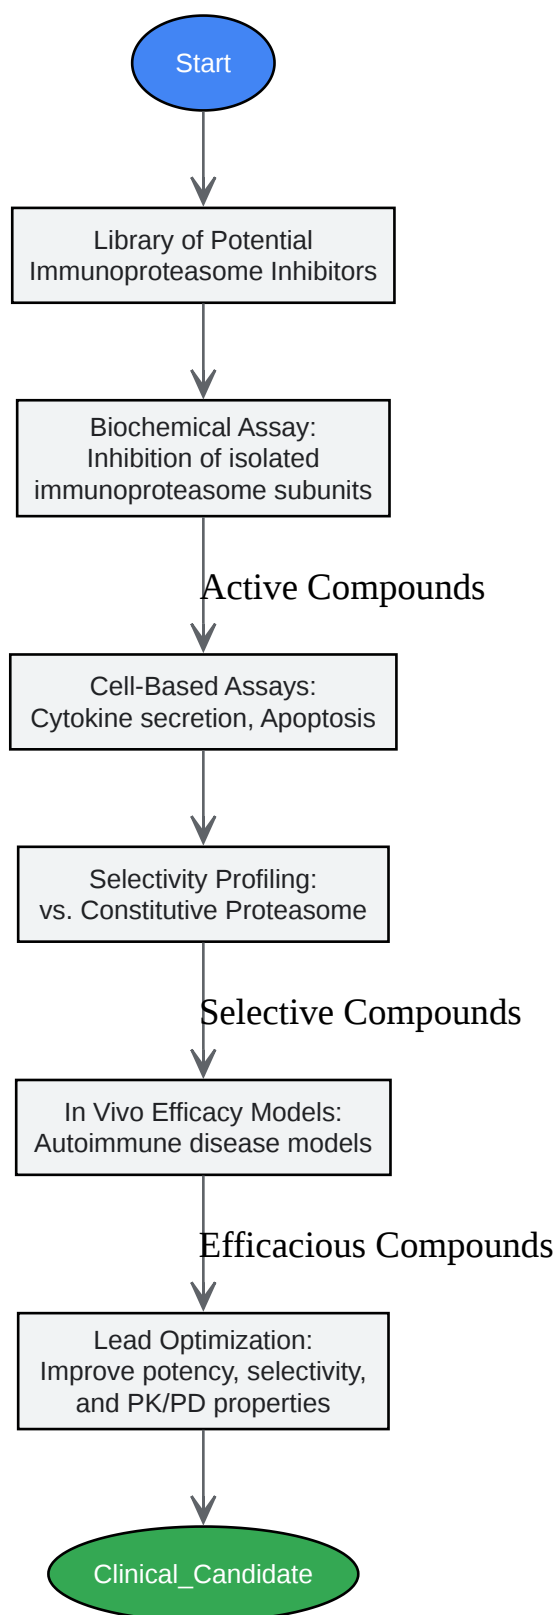 Start
Library of Potential
Immunoproteasome Inhibitors
Biochemical Assay:
Inhibition of isolated
immunoproteasome subunits
Active Compounds
Cell-Based Assays:
Cytokine secretion, Apoptosis
Selectivity Profiling:
vs. Constitutive Proteasome
Selective Compounds
In Vivo Efficacy Models:
Autoimmune disease models
Efficacious Compounds
Lead Optimization:
Improve potency, selectivity,
and PK/PD properties
Clinical_Candidate